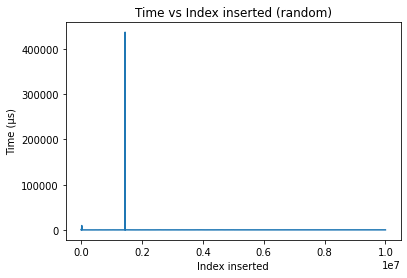 Time vs Index inserted (random)
Time (µs)
400000
300000
200000
100000
0
0.0 0.2 0.4 0.6 0.8 1.0
1e7
Index inserted